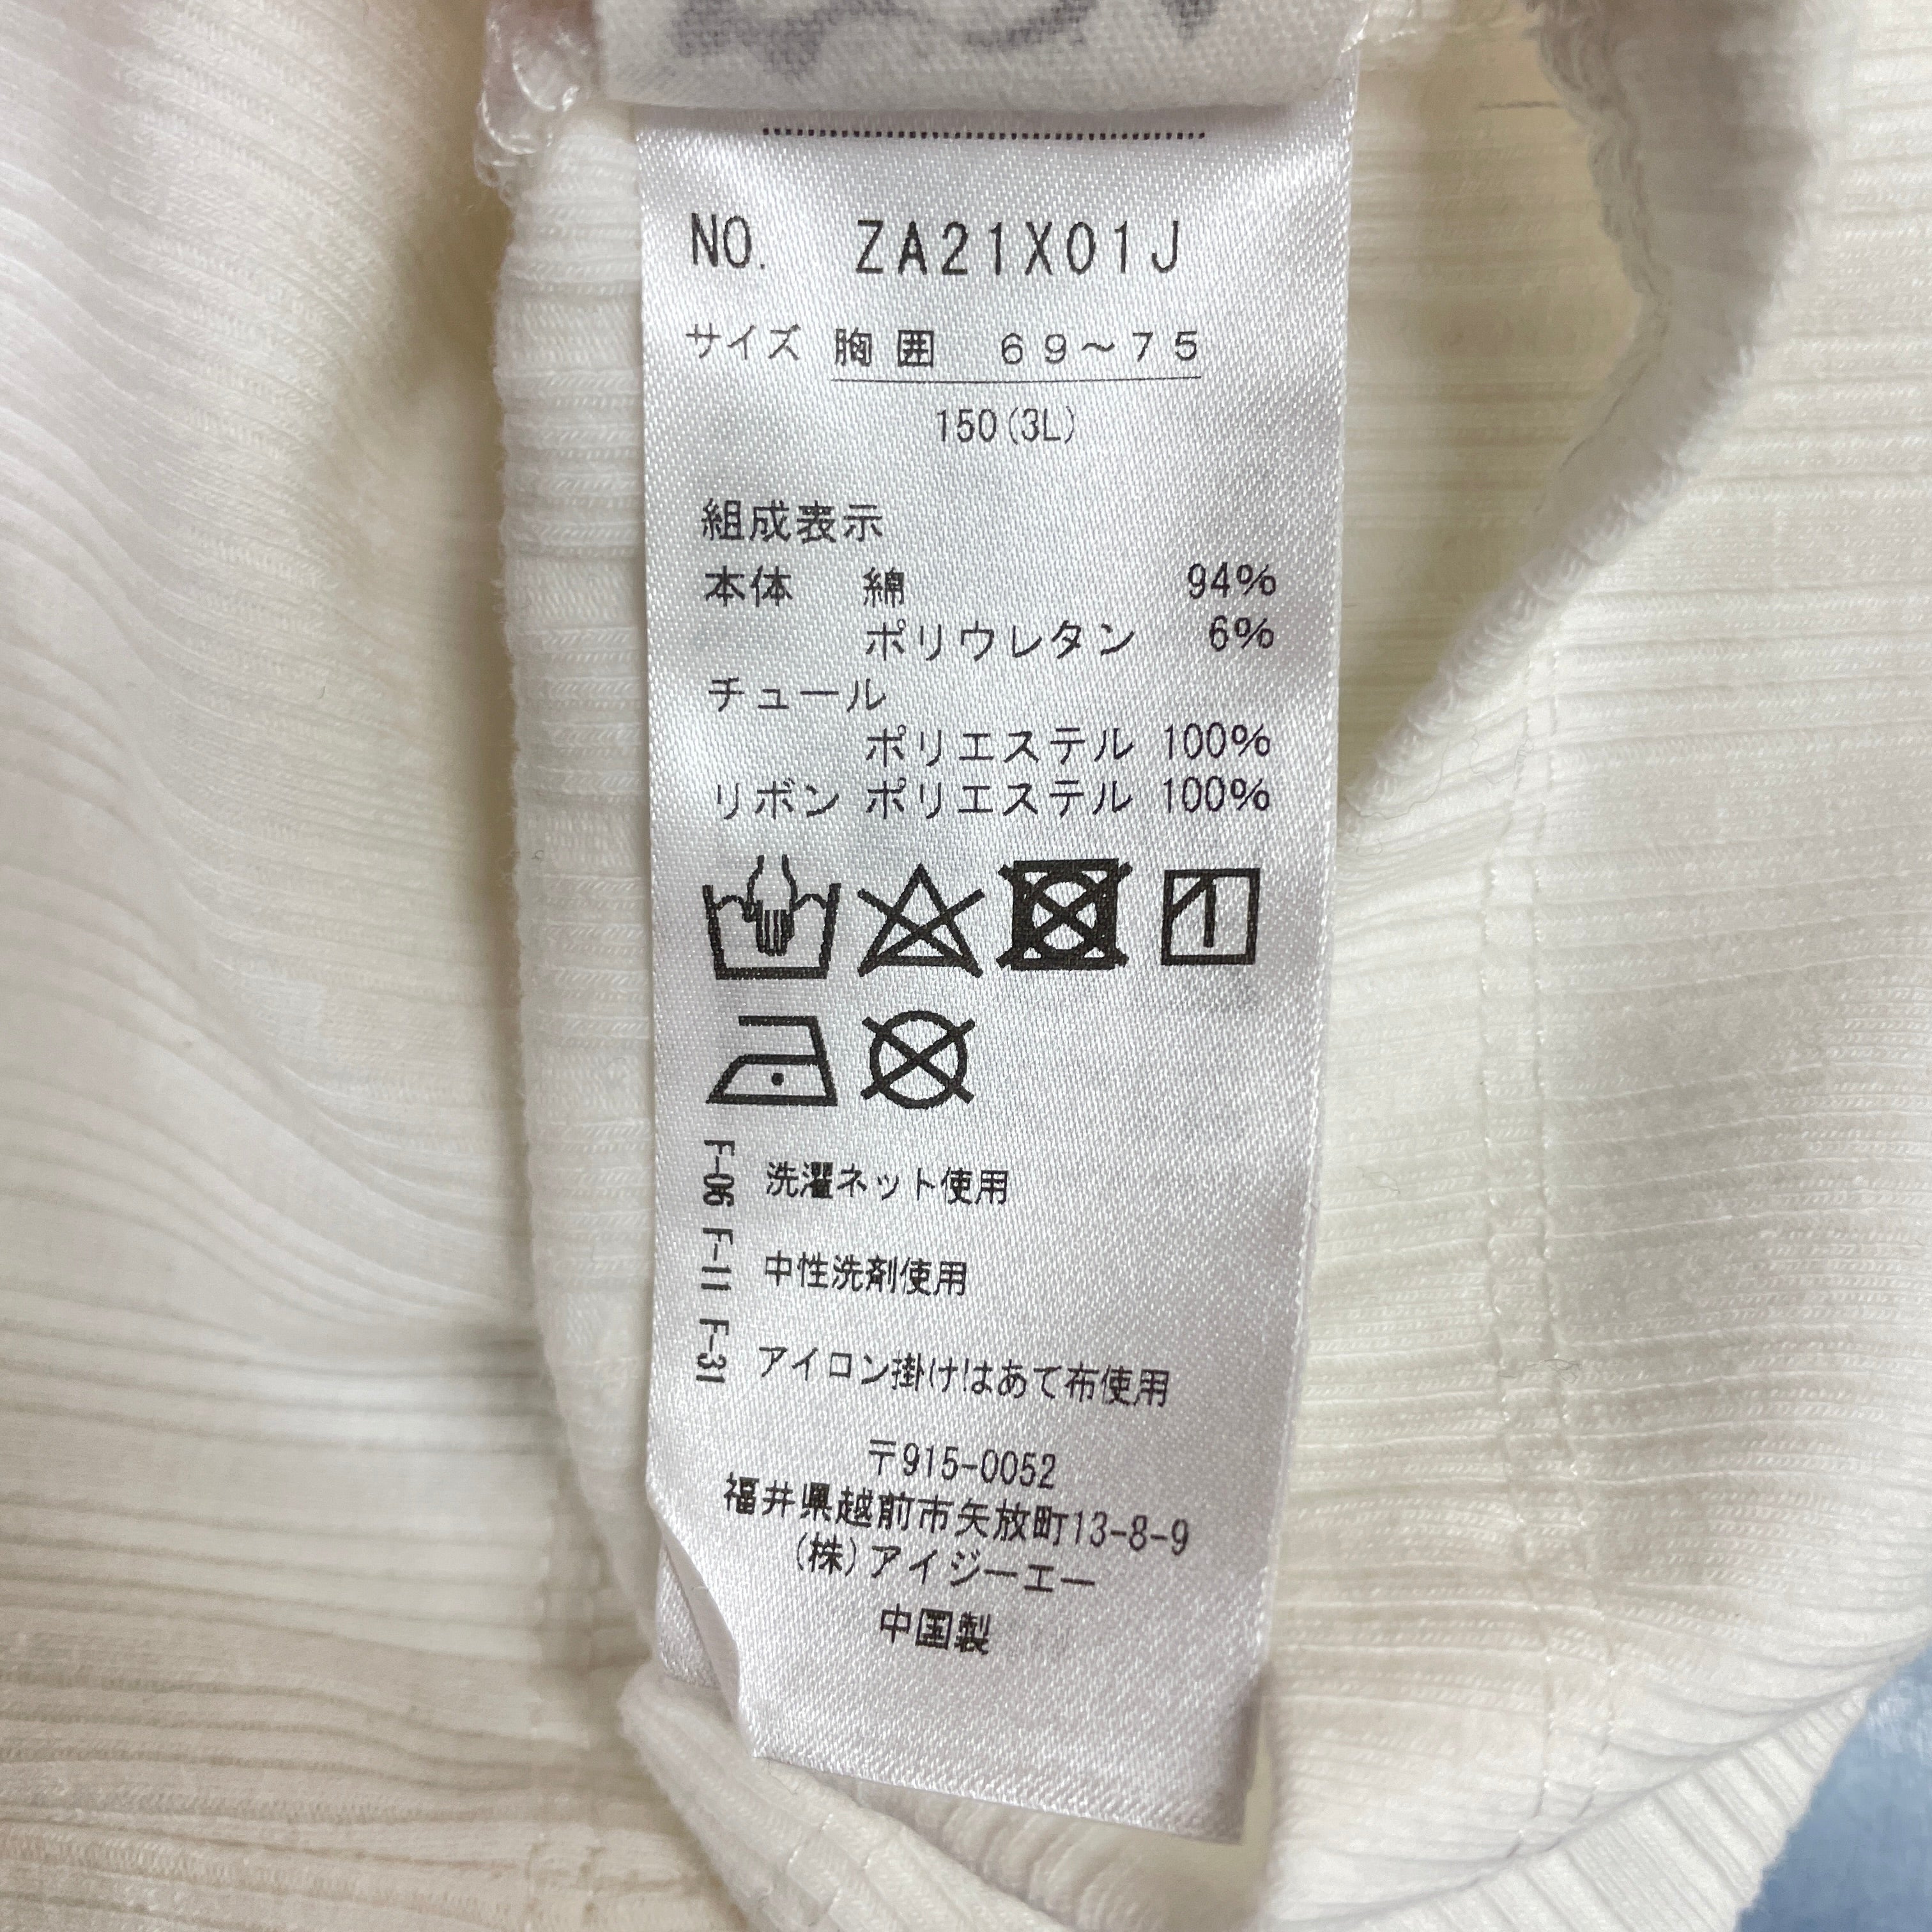 NO. ZA21X01J
サイズ 胸囲 69～75
150(3L)
組成表示
本体 綿 94%
ポリウレタン 6%
チュール
ポリエステル 100%
リボン ポリエステル 100%
F-06 洗濯ネット使用
F-11 中性洗剤使用
F-31 アイロン掛けはあて布使用
〒915-0052
福井県越前市矢放町13-8-9
(株)アイジーエー
中国製